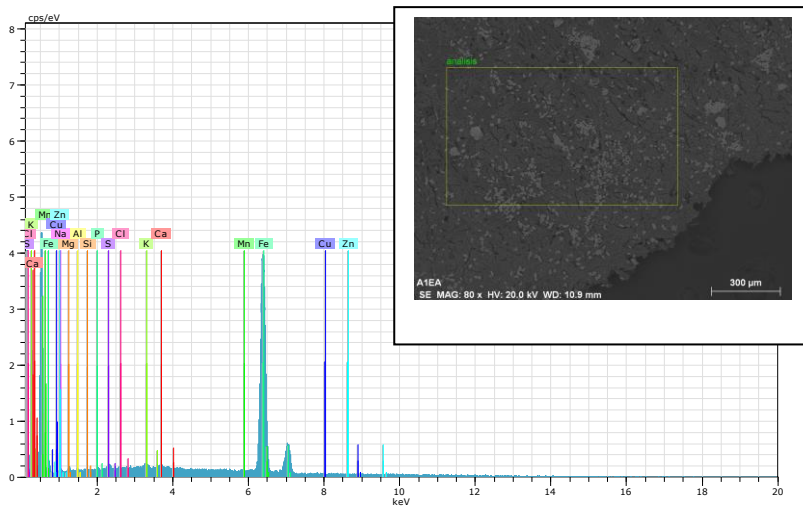 cps/eV
8
7
6
5
4
3
2
1
0
Mn Zn
K Cu
Cl Na Al P Cl Ca
S Fe Mg Si S K Mn Fe Cu Zn
Ca
2 4 6 8 10 12 14 16 18 20
keV
analisis
A1EA
SE MAG: 80 x HV: 20.0 kV WD: 10.9 mm
300 µm